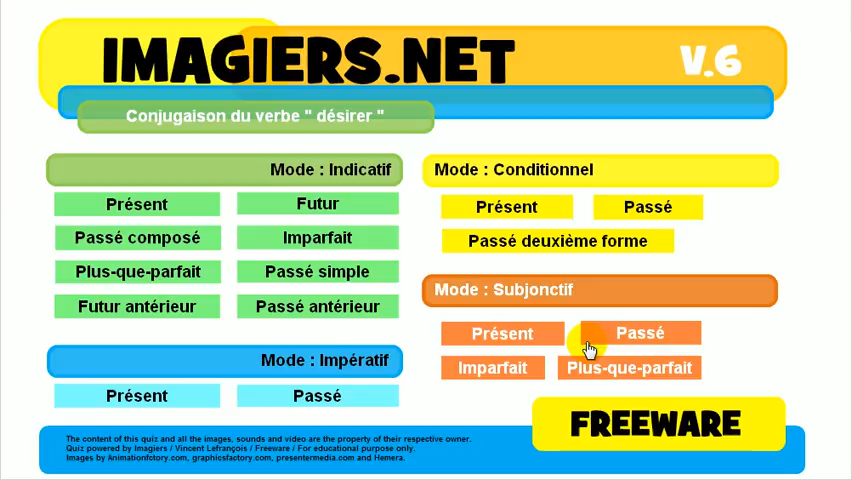 IMAGIERS.NET
V.6
Conjugaison du verbe " désirer "
Mode : Indicatif
Présent Futur
Passé composé Imparfait
Plus-que-parfait Passé simple
Futur antérieur Passé antérieur
Mode : Impératif
Présent Passé
Mode : Conditionnel
Présent Passé
Passé deuxième forme
Mode : Subjonctif
Présent Passé
Imparfait Plus-que-parfait
FREEWARE
The content of this quiz and all the images, sounds and video are the property of their respective owner.
Quiz powered by Imagiers / Vincent Lefrançois / Freeware / For educational purpose only.
Images by Animationfctory.com, graphicsfactory.com, presentermedia.com and Hemera.